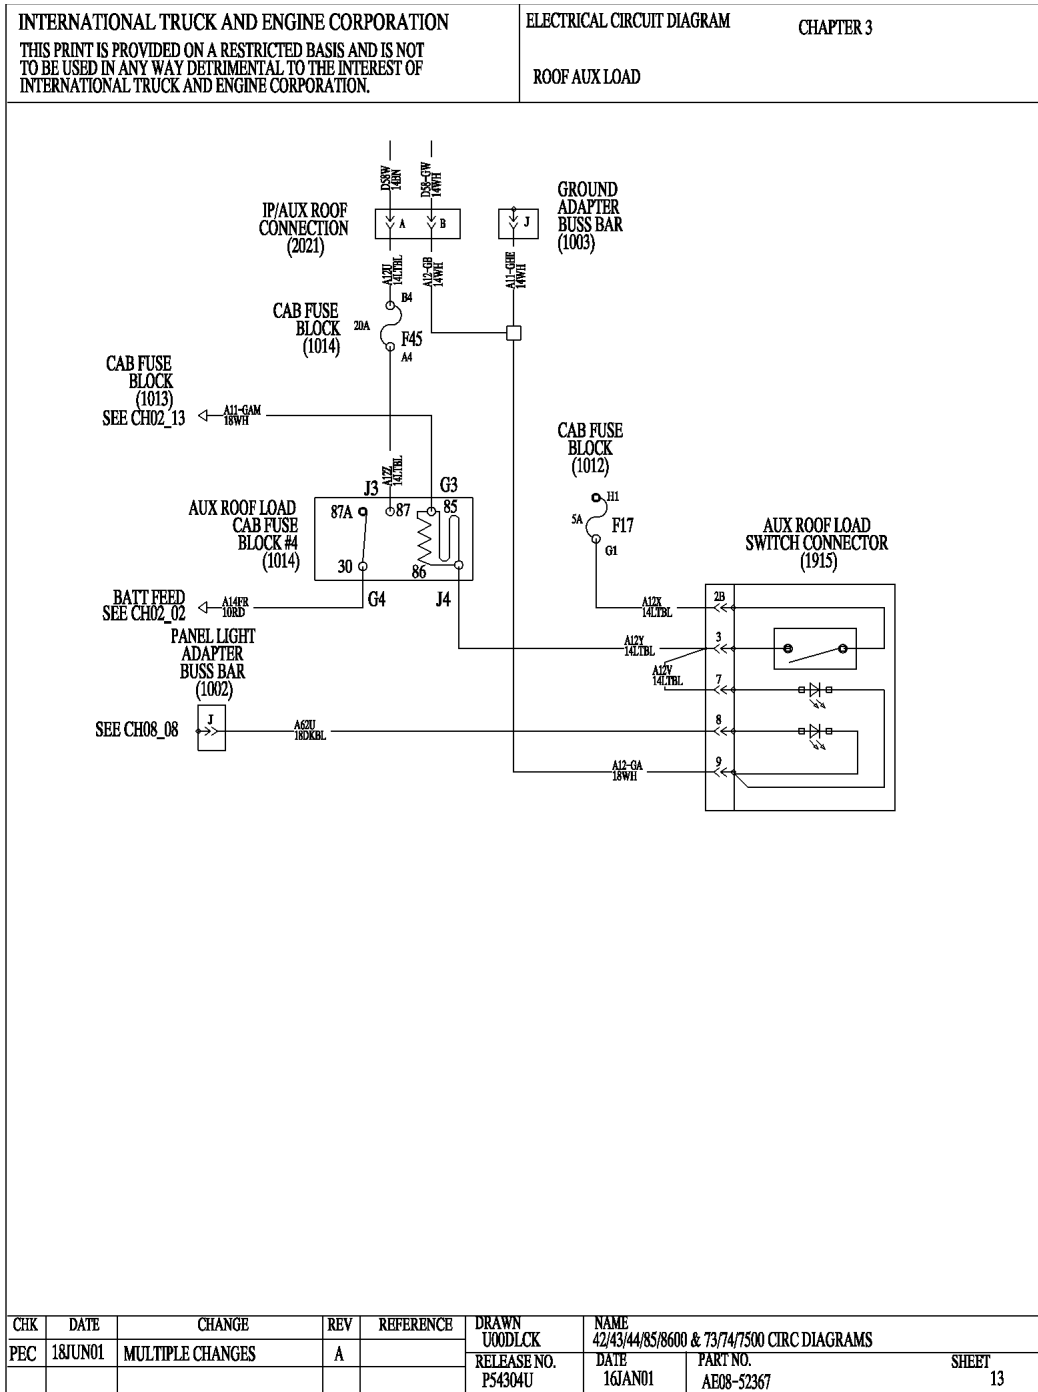 INTERNATIONAL TRUCK AND ENGINE CORPORATION
THIS PRINT IS PROVIDED ON A RESTRICTED BASIS AND IS NOT
TO BE USED IN ANY WAY DETRIMENTAL TO THE INTEREST OF
INTERNATIONAL TRUCK AND ENGINE CORPORATION.
ELECTRICAL CIRCUIT DIAGRAM
CHAPTER 3
ROOF AUX LOAD
D58W
14BN
D58-GW
14WH
IP/AUX ROOF
CONNECTION
(2021)
A
B
J
GROUND
ADAPTER
BUSS BAR
(1003)
A12U
14LTBL
A12-GB
14WH
A11-GHE
14WH
CAB FUSE
BLOCK
(1014)
20A
B4
F45
A4
CAB FUSE
BLOCK
(1013)
SEE CH02_13
A11-GAM
18WH
A12Z
14LTBL
CAB FUSE
BLOCK
(1012)
H1
5A
F17
G1
AUX ROOF LOAD
CAB FUSE
BLOCK #4
(1014)
J3
G3
87A
87
85
30
86
G4
J4
AUX ROOF LOAD
SWITCH CONNECTOR
(1915)
BATT FEED
SEE CH02_02
A14FR
10RD
A12X
14LTBL
2B
A12Y
14LTBL
3
A12V
14LTBL
7
PANEL LIGHT
ADAPTER
BUSS BAR
(1002)
SEE CH08_08
J
A62U
18DKBL
8
A12-GA
18WH
9
CHK DATE CHANGE REV REFERENCE
PEC 18JUN01 MULTIPLE CHANGES A
DRAWN
U00DLCK
RELEASE NO.
P54304U
NAME
42/43/44/85/8600 & 73/74/7500 CIRC DIAGRAMS
DATE
16JAN01
PART NO.
AE08-52367
SHEET
13